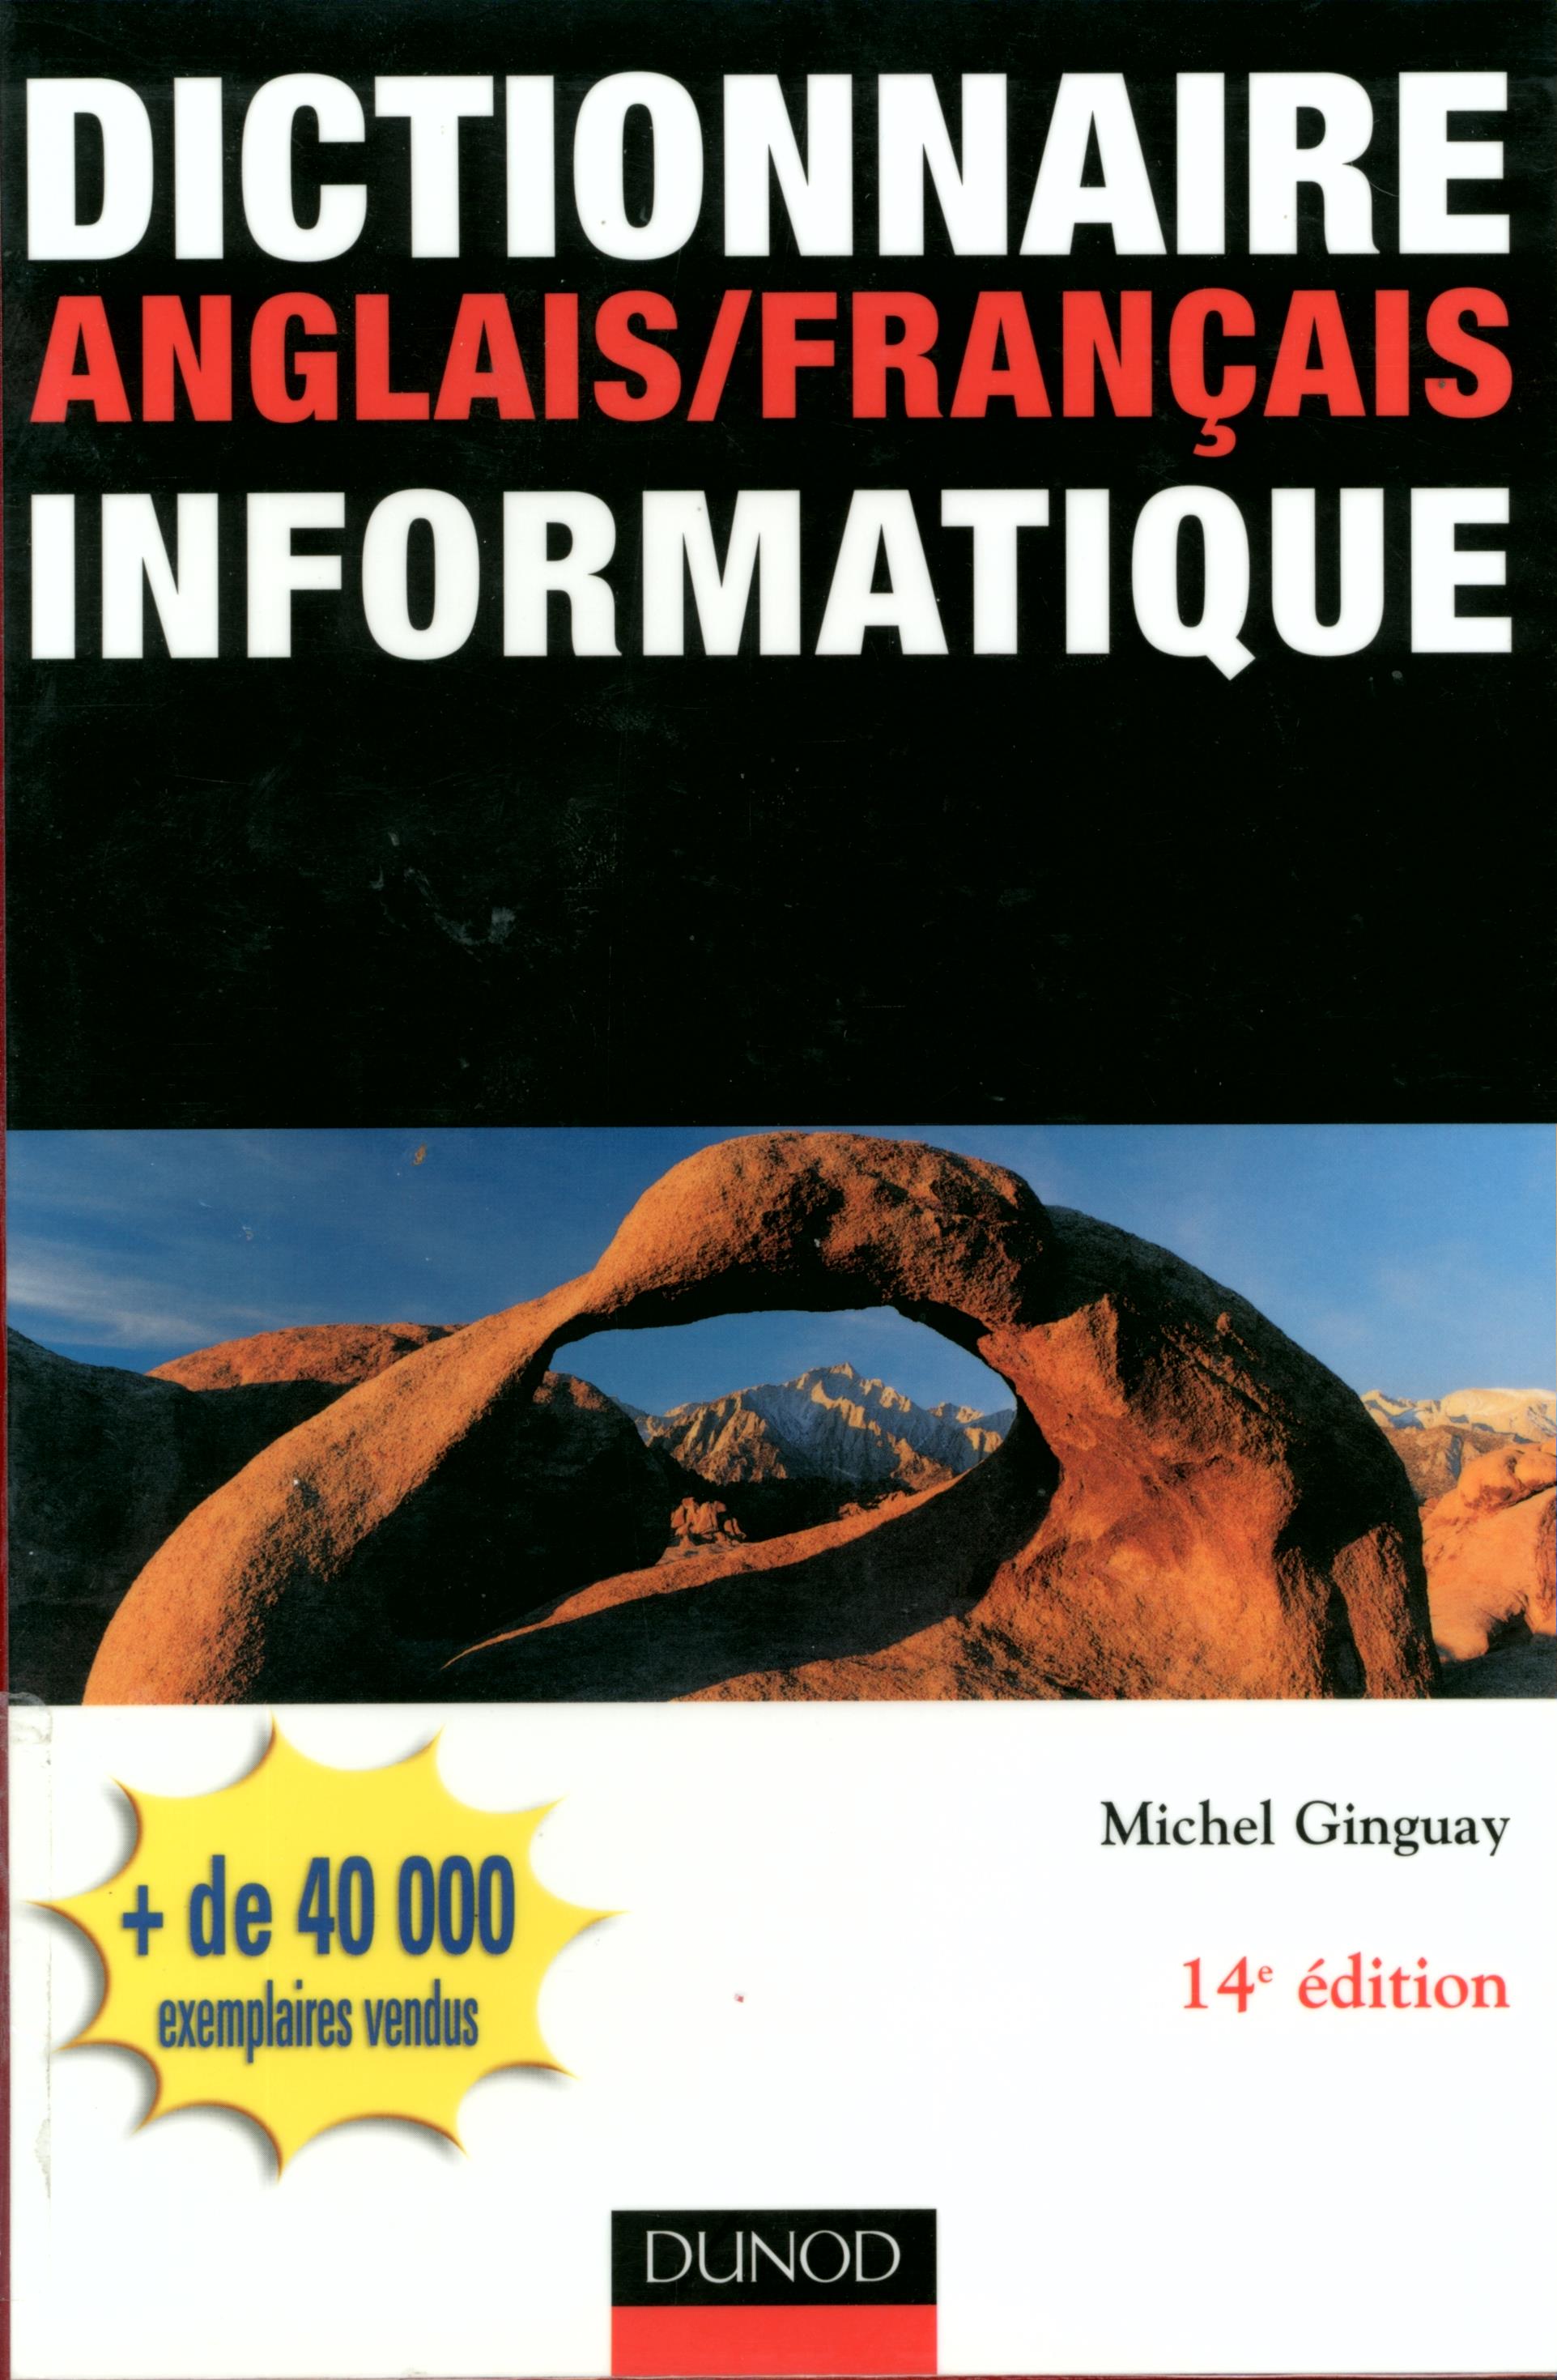 DICTIONNAIRE
ANGLAIS/FRANÇAIS
INFORMATIQUE
Michel Ginguay
+ de 40 000
exemplaires vendus
14e édition
DUNOD